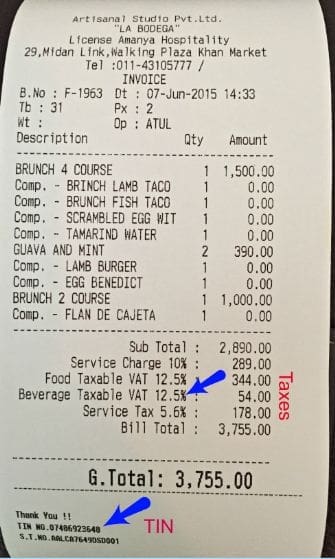 Artisanal Studio Pvt.Ltd.
"LA BODEGA"
License Amanya Hospitality
29,Midan Link,Walking Plaza Khan Market
Tel :011-43105777 /
INVOICE
B.No : F-1963 Dt : 07-Jun-2015 14:33
Tb : 31 Px : 2
Wt : Op : ATUL
Description Qty Amount
BRUNCH 4 COURSE 1 1,500.00
Comp. - BRINCH LAMB TACO 1 0.00
Comp. - BRUNCH FISH TACO 1 0.00
Comp. - SCRAMBLED EGG WIT 1 0.00
Comp. - TAMARIND WATER 1 0.00
GUAVA AND MINT 2 390.00
Comp. - LAMB BURGER 1 0.00
Comp. - EGG BENEDICT 1 0.00
BRUNCH 2 COURSE 1 1,000.00
Comp. - FLAN DE CAJETA 1 0.00
Sub Total : 2,890.00
Service Charge 10% : 289.00
Food Taxable VAT 12.5% : 344.00
Beverage Taxable VAT 12.5% : 54.00
Service Tax 5.6% : 178.00
Bill Total : 3,755.00
Taxes
G.Total: 3,755.00
Thank You !!
TIN NO.07486923648
TIN
S.T.NO.AALCA7649DSD001